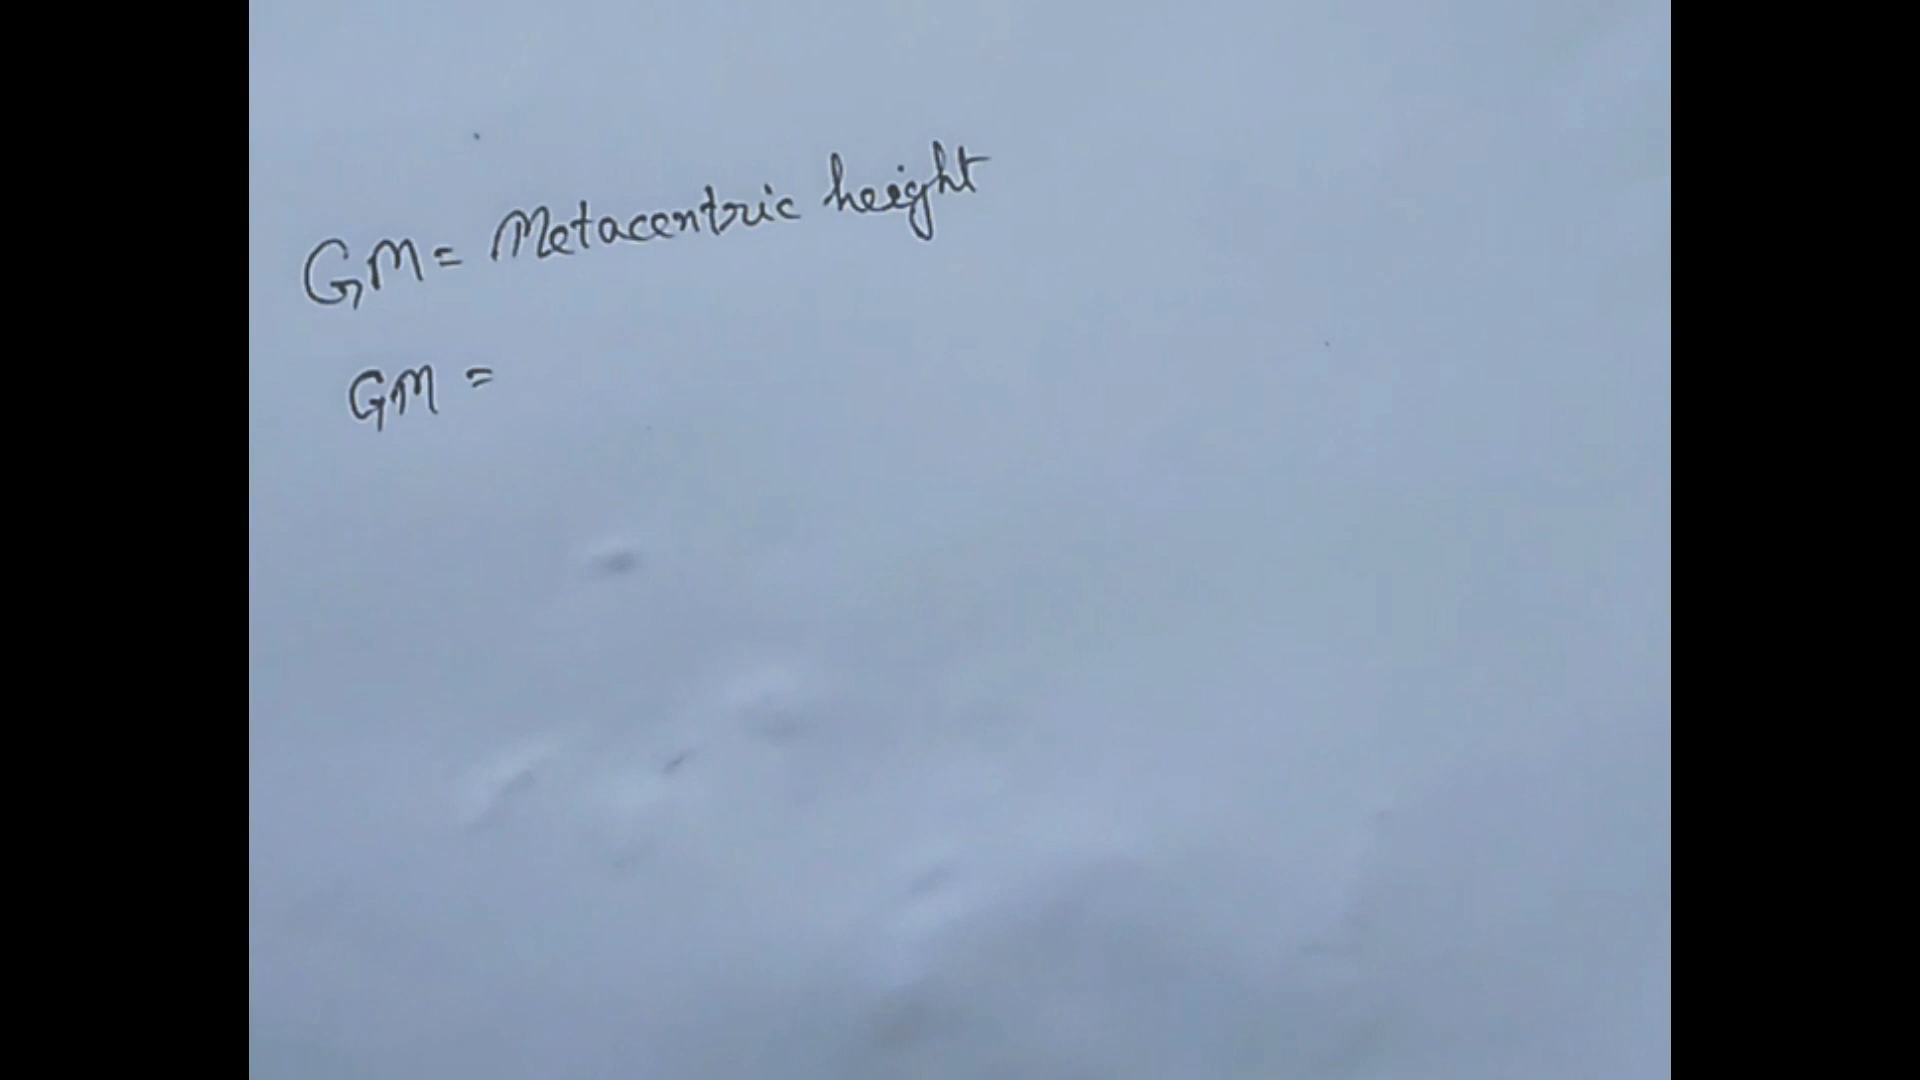 GM = Metacentric height
GM =